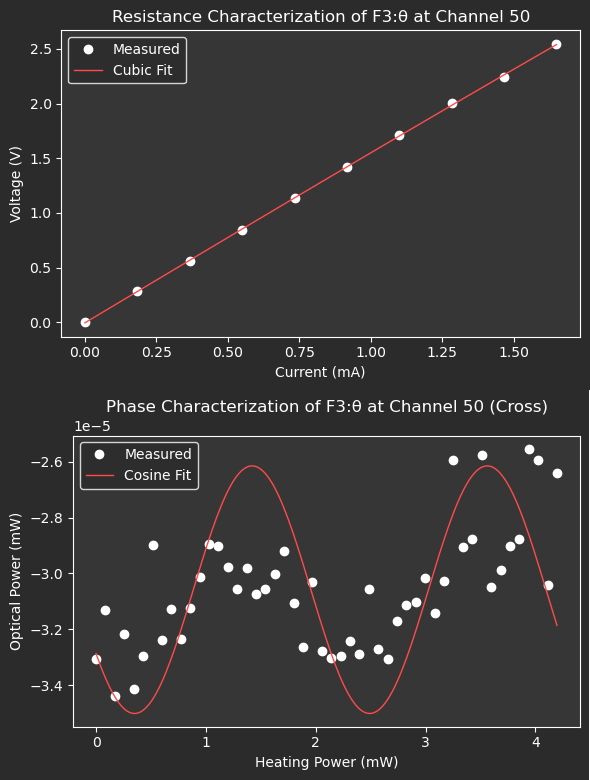 Resistance Characterization of F3:θ at Channel 50
Measured
Cubic Fit
Voltage (V)
2.5
2.0
1.5
1.0
0.5
0.0
0.00 0.25 0.50 0.75 1.00 1.25 1.50
Current (mA)
Phase Characterization of F3:θ at Channel 50 (Cross)
1e−5
Measured
Cosine Fit
Optical Power (mW)
−2.6
−2.8
−3.0
−3.2
−3.4
0 1 2 3 4
Heating Power (mW)